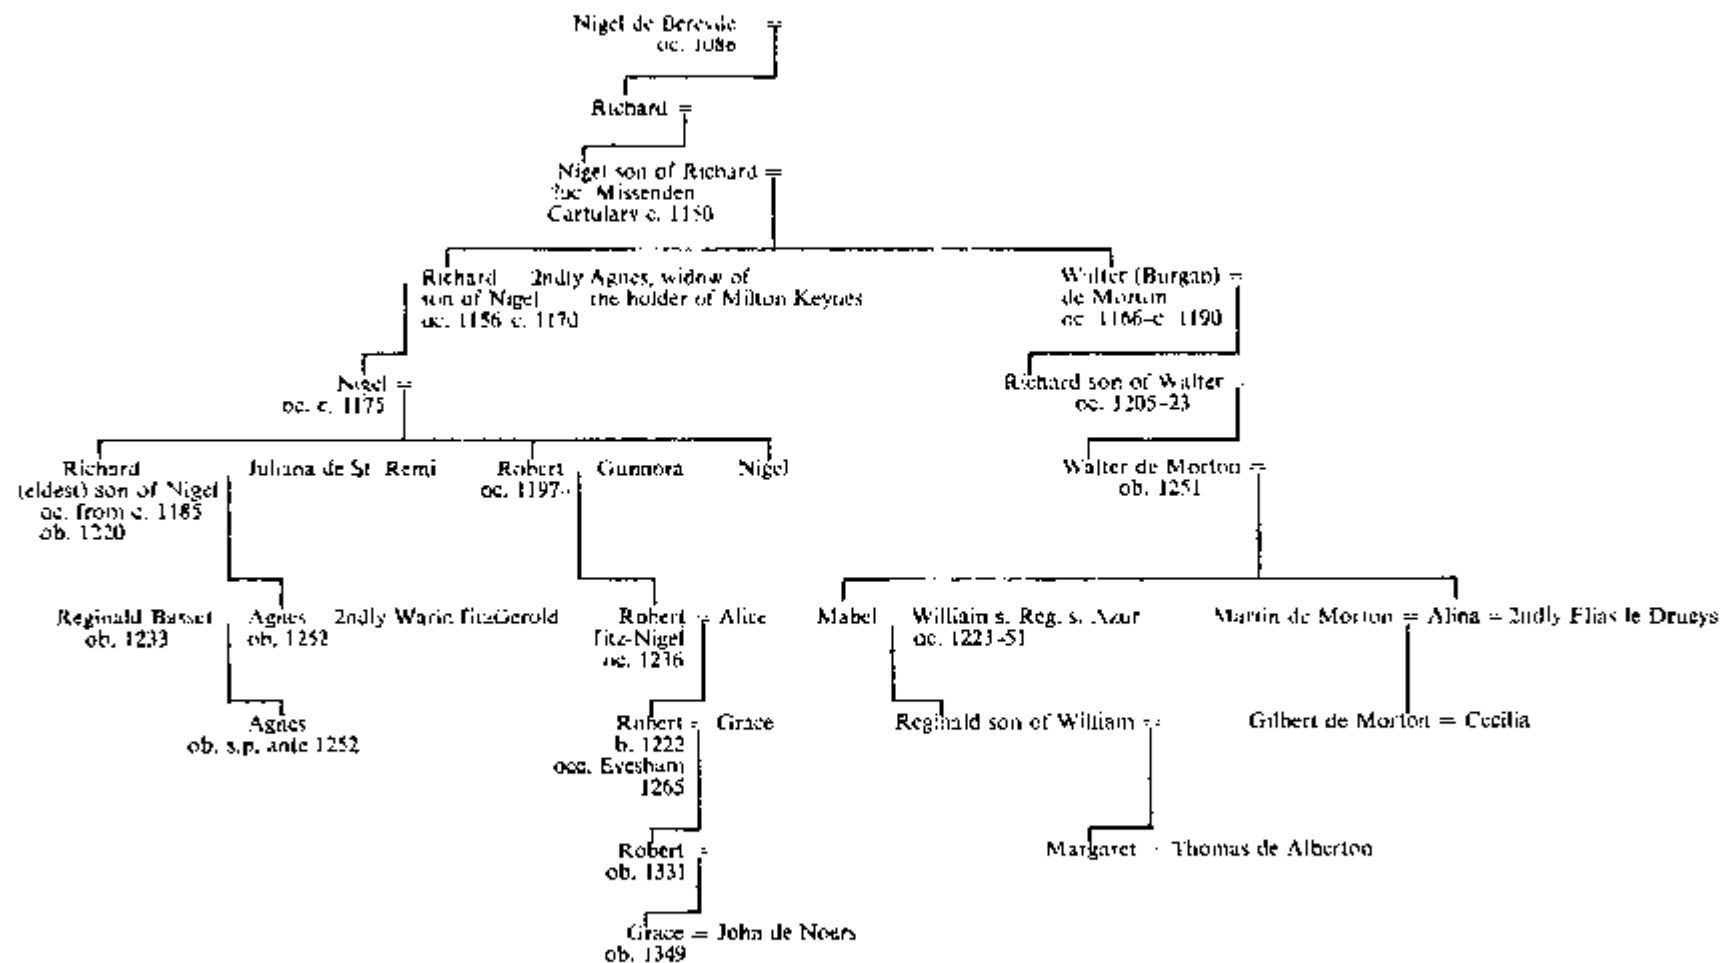 Nigel de Berevile =
oc. 1086
Richard =
Nigel son of Richard =
?oc. Missenden
Cartulary c. 1150
Richard 2ndly Agnes, widow of
son of Nigel the holder of Milton Keynes
oc. 1156-c. 1170
Walter (Burgan) =
de Morton
oc. 1166-c. 1190
Nigel =
oc. c. 1175
Richard son of Walter
oc. 1205-23
Richard Juliana de St. Remi
(eldest) son of Nigel
oc. from c. 1185
ob. 1220
Robert Gunnora
oc. 1197-
Nigel
Walter de Morton =
ob. 1251
Reginald Basset Agnes 2ndly Warin fitzGerold
ob. 1233 ob. 1252
Robert = Alice
fitz-Nigel
oc. 1236
Mabel William s. Reg. s. Azur
oc. 1223-51
Martin de Morton = Alina = 2ndly Elias le Drueys
Agnes
ob. s.p. ante 1252
Robert = Grace
b. 1222
occ. Evesham
1265
Reginald son of William =
Gilbert de Morton = Cecilia
Robert =
ob. 1331
Margaret Thomas de Alberton
Grace = John de Nours
ob. 1349